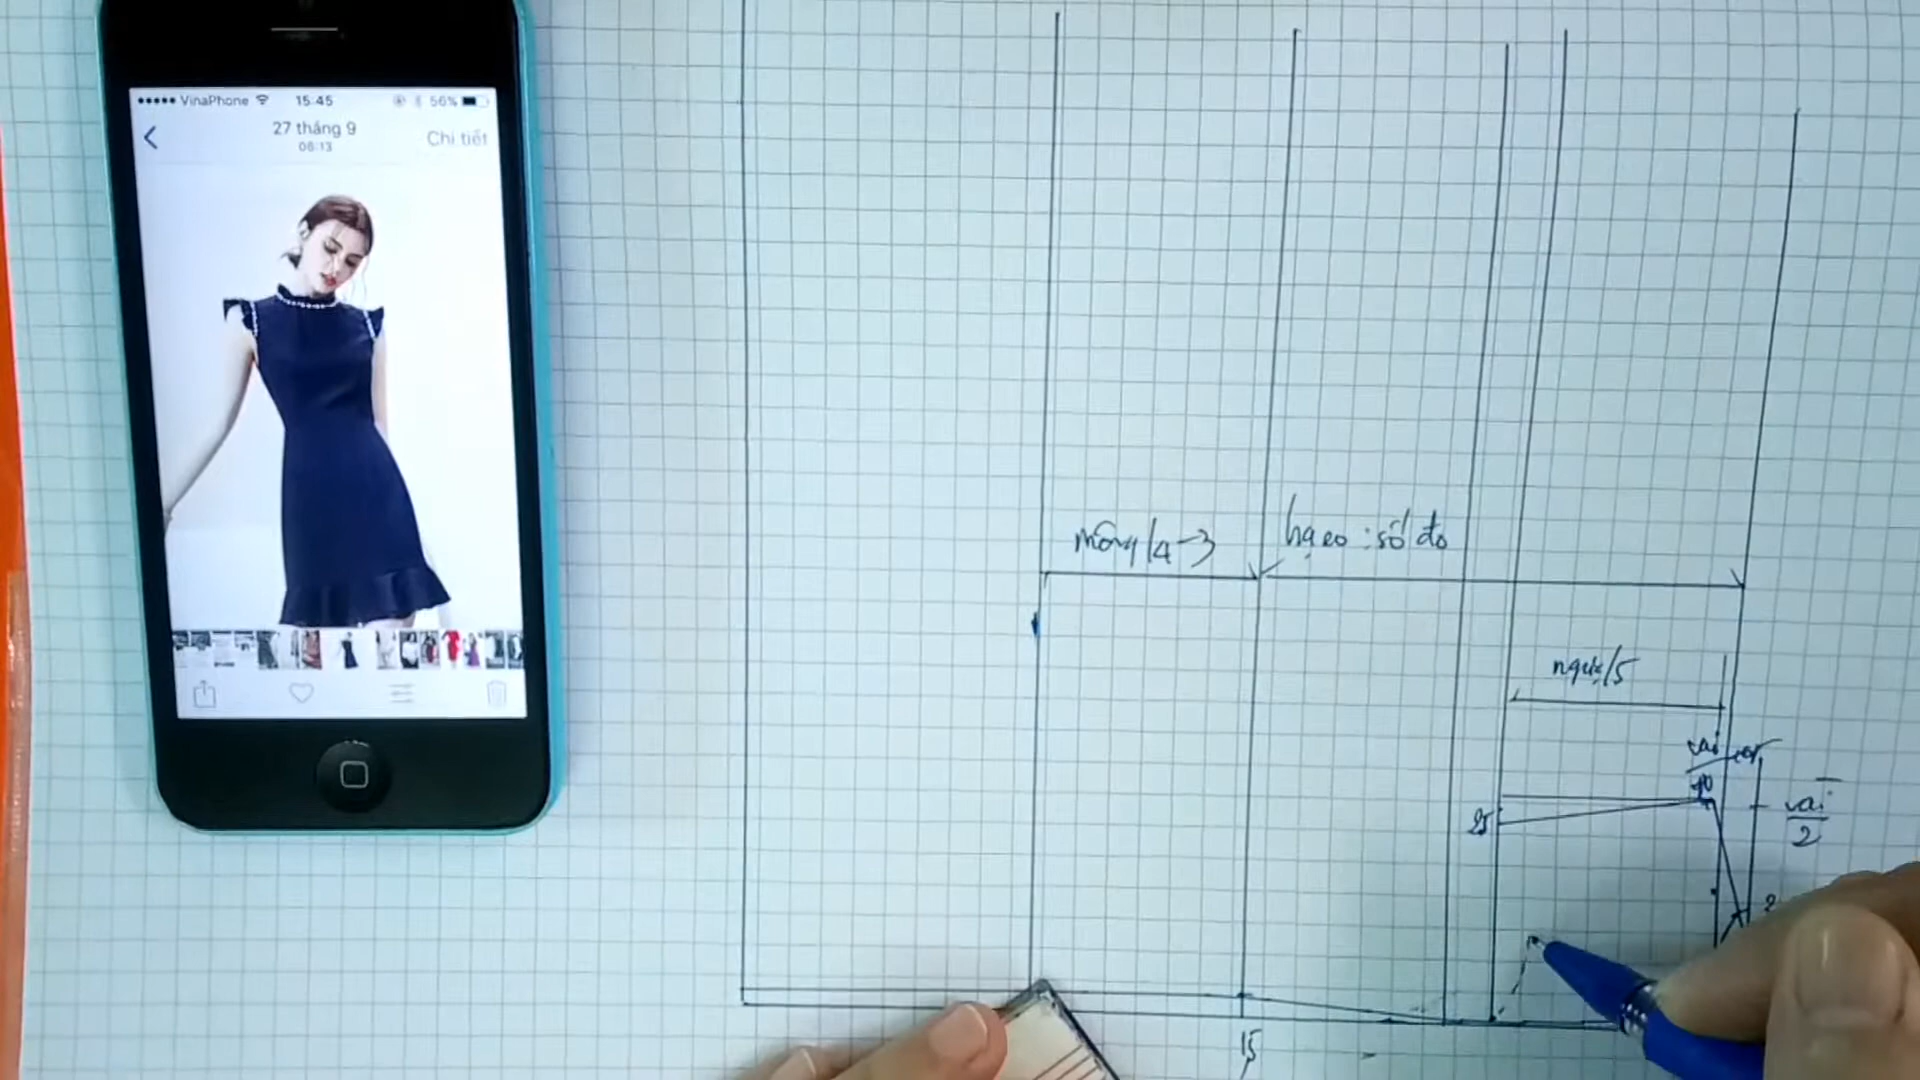 VinaPhone 15:45 56%
27 tháng 9
08:13
Chi tiết
mông/4-3
hạ eo : số đo
ngực/5
vai con
10
vai
2
25
2
15